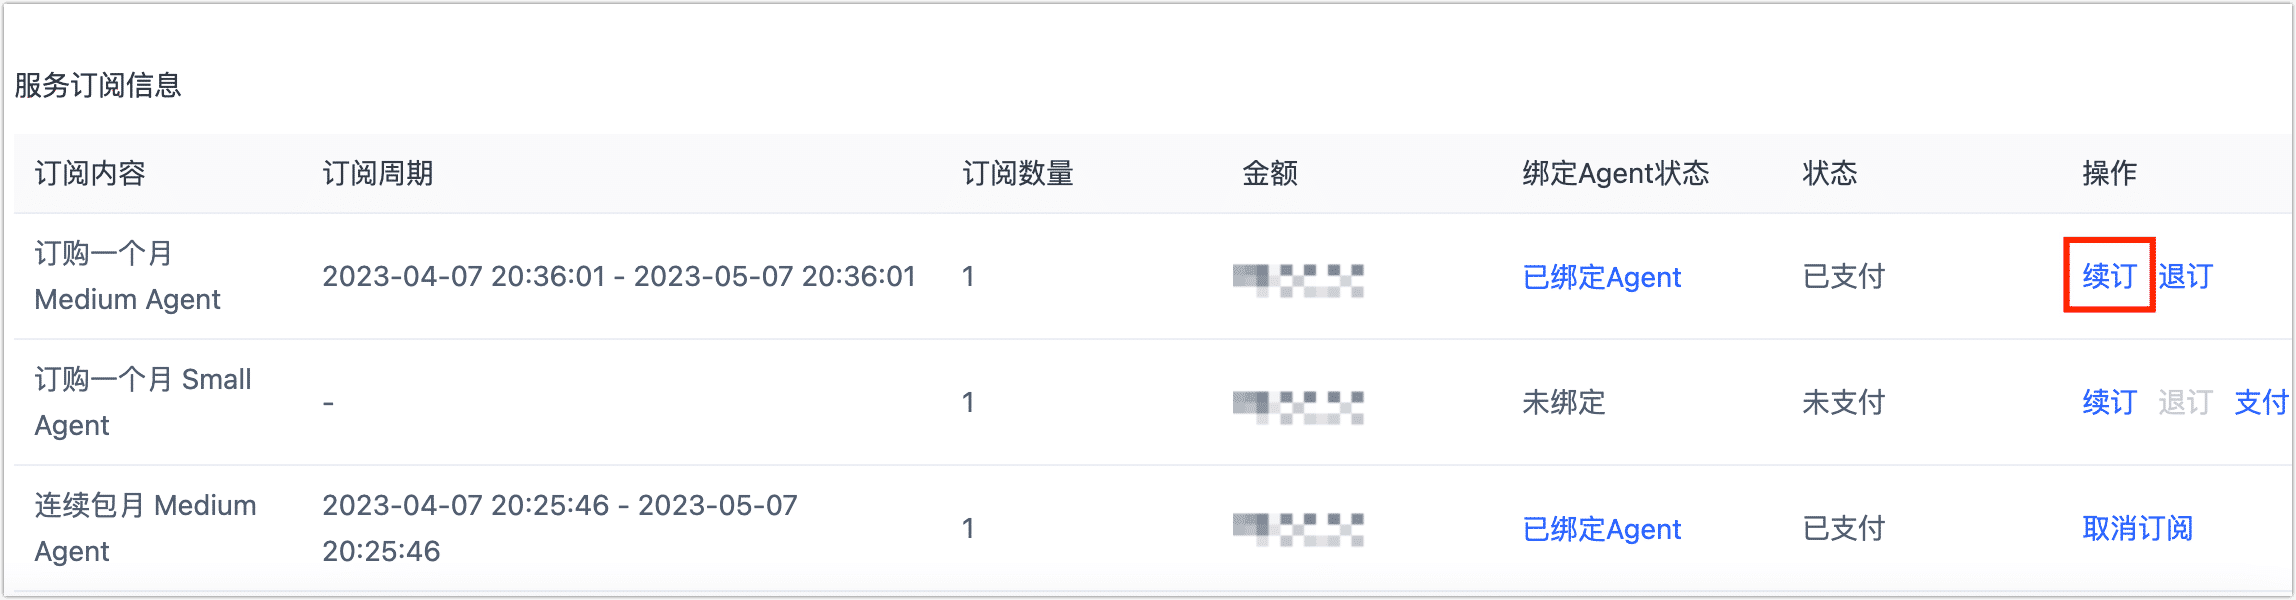 服务订阅信息
订阅内容 订阅周期 订阅数量 金额 绑定Agent状态 状态 操作
订购一个月
Medium Agent
2023-04-07 20:36:01 - 2023-05-07 20:36:01 1 已绑定Agent 已支付 续订 退订
订购一个月 Small
Agent
- 1 未绑定 未支付 续订 退订 支付
连续包月 Medium
Agent
2023-04-07 20:25:46 - 2023-05-07
20:25:46
1 已绑定Agent 已支付 取消订阅